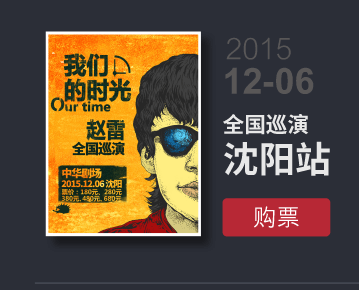 我们
的时光
Our time
赵雷
全国巡演
中华剧场
2015.12.06 沈阳
票价：180元、280元
380元、480元、680元
2015
12-06
全国巡演
沈阳站
购票